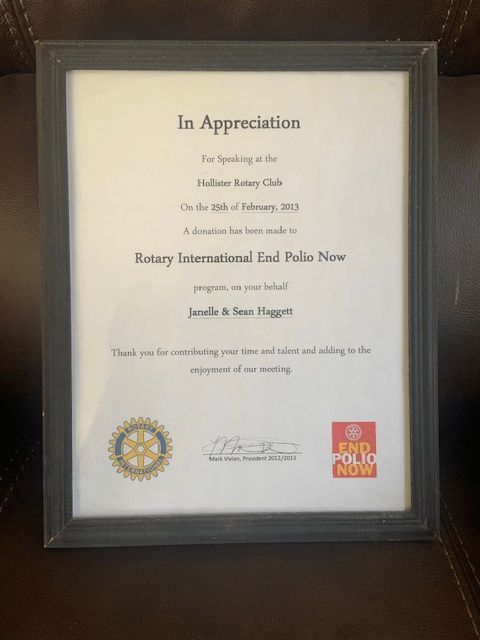 In Appreciation
For Speaking at the
Hollister Rotary Club
On the 25th of February, 2013
A donation has been made to
Rotary International End Polio Now
program, on your behalf
Janelle & Sean Haggett
Thank you for contributing your time and talent and adding to the
enjoyment of our meeting.
ROTARY
INTERNATIONAL
Mark Vivian, President 2012/2013
END
POLIO
NOW